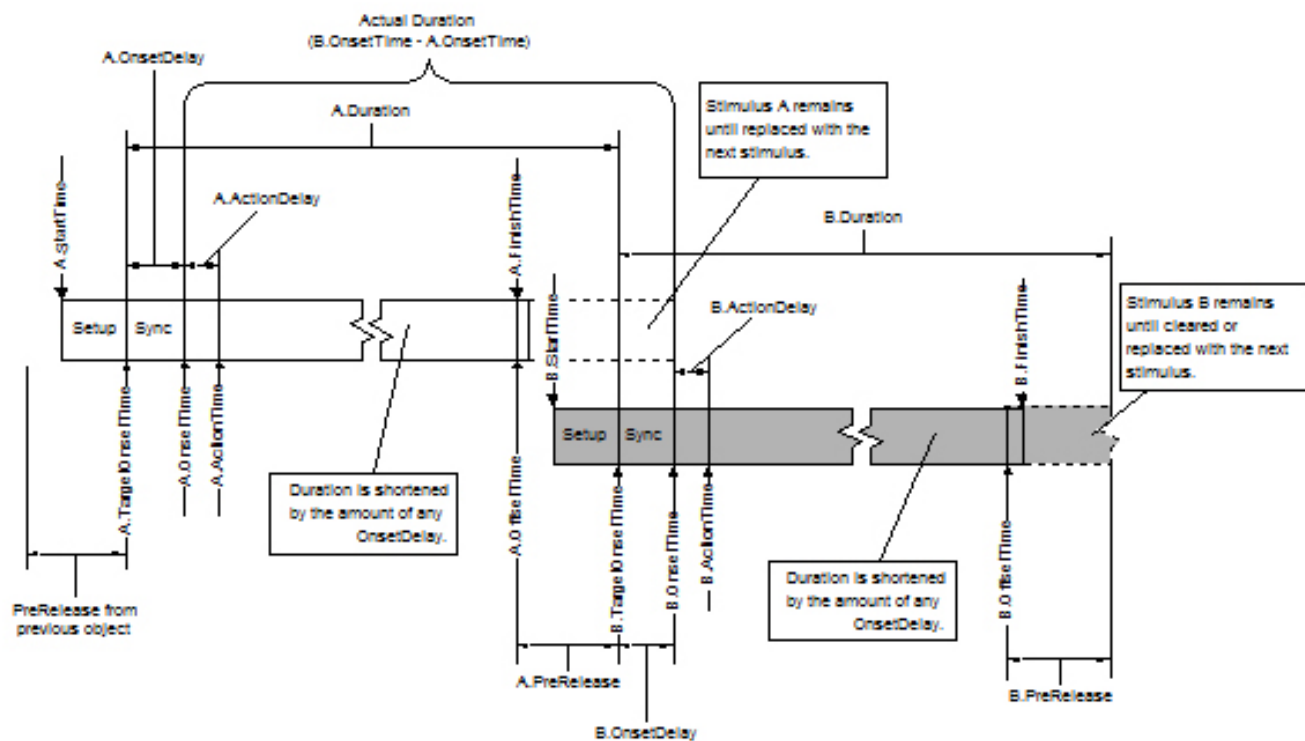 Actual Duration
(B.OnsetTime - A.OnsetTime)
A.OnsetDelay
A.Duration
Stimulus A remains
until replaced with the
next stimulus.
A.StartTime
A.ActionDelay
A.FinishTime
B.Duration
Setup
Sync
B.StartTime
B.ActionDelay
B.FinishTime
Stimulus B remains
until cleared or
replaced with the next
stimulus.
Setup
Sync
A.TargetOnsetTime
A.OnsetTime
A.ActionTime
Duration is shortened
by the amount of any
OnsetDelay.
A.OffsetTime
B.TargetOnsetTime
B.OnsetTime
B.ActionTime
Duration is shortened
by the amount of any
OnsetDelay.
B.OffsetTime
PreRelease from
previous object
A.PreRelease
B.PreRelease
B.OnsetDelay